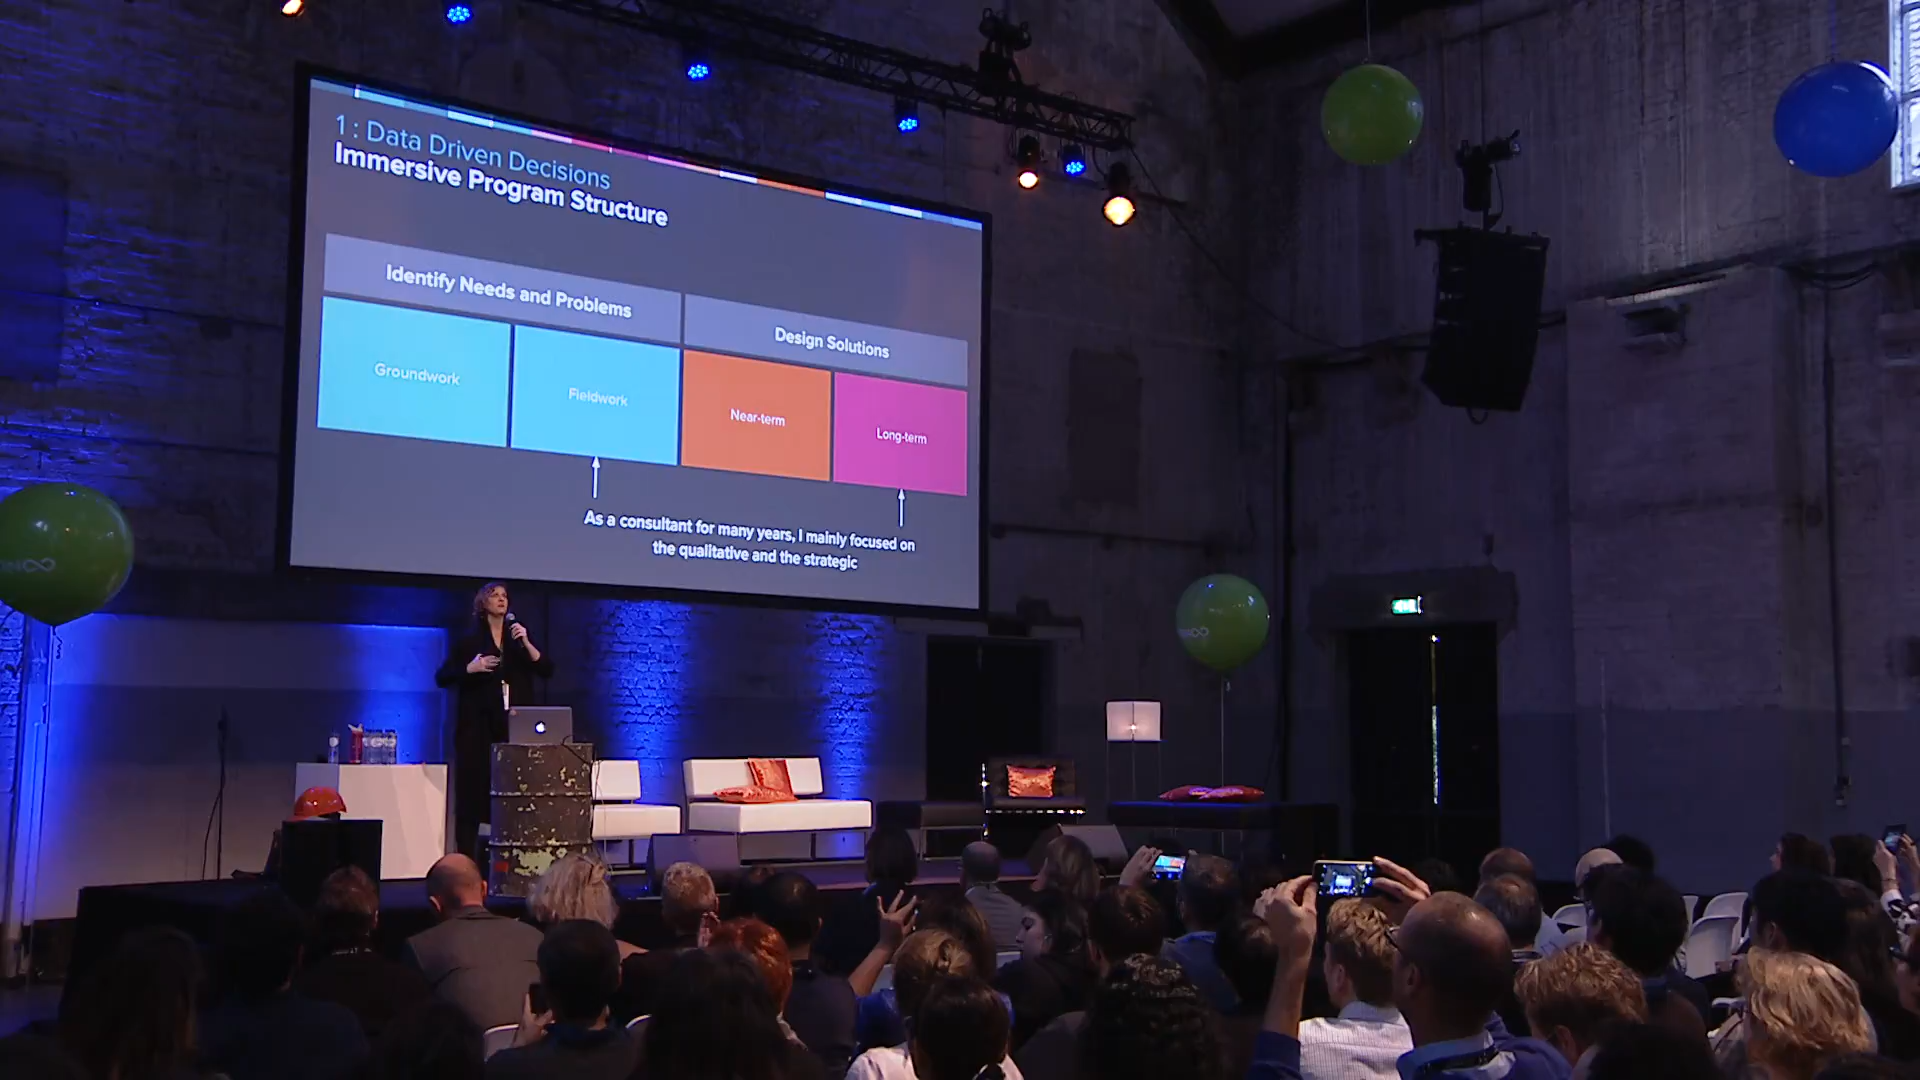 1 : Data Driven Decisions
Immersive Program Structure
Identify Needs and Problems
Design Solutions
Groundwork
Fieldwork
Near-term
Long-term
As a consultant for many years, I mainly focused on
the qualitative and the strategic